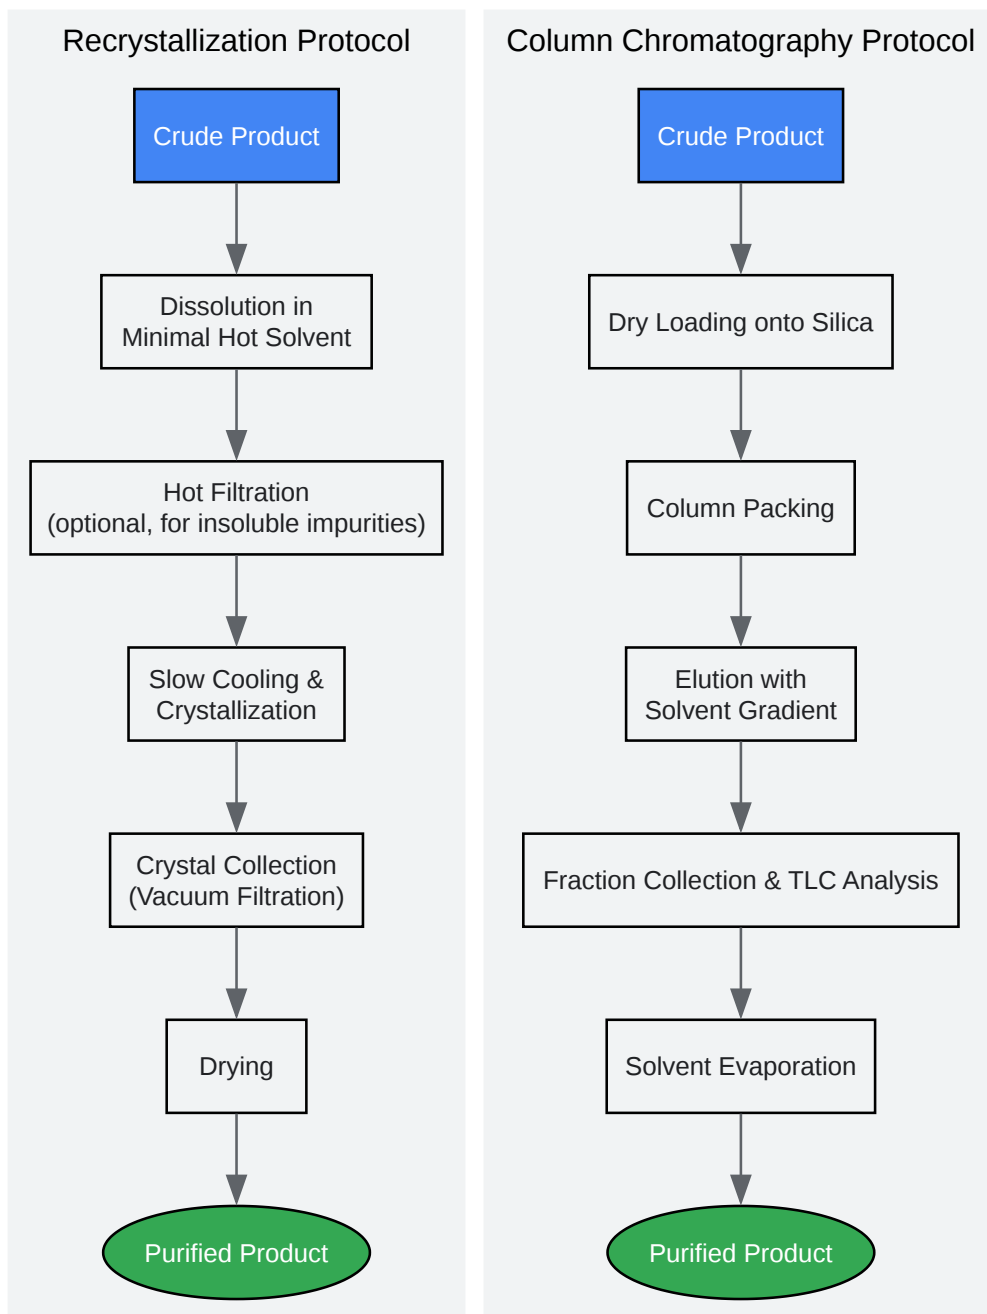 Recrystallization Protocol
Crude Product
Dissolution in
Minimal Hot Solvent
Hot Filtration
(optional, for insoluble impurities)
Slow Cooling &
Crystallization
Crystal Collection
(Vacuum Filtration)
Drying
Purified Product
Column Chromatography Protocol
Crude Product
Dry Loading onto Silica
Column Packing
Elution with
Solvent Gradient
Fraction Collection & TLC Analysis
Solvent Evaporation
Purified Product